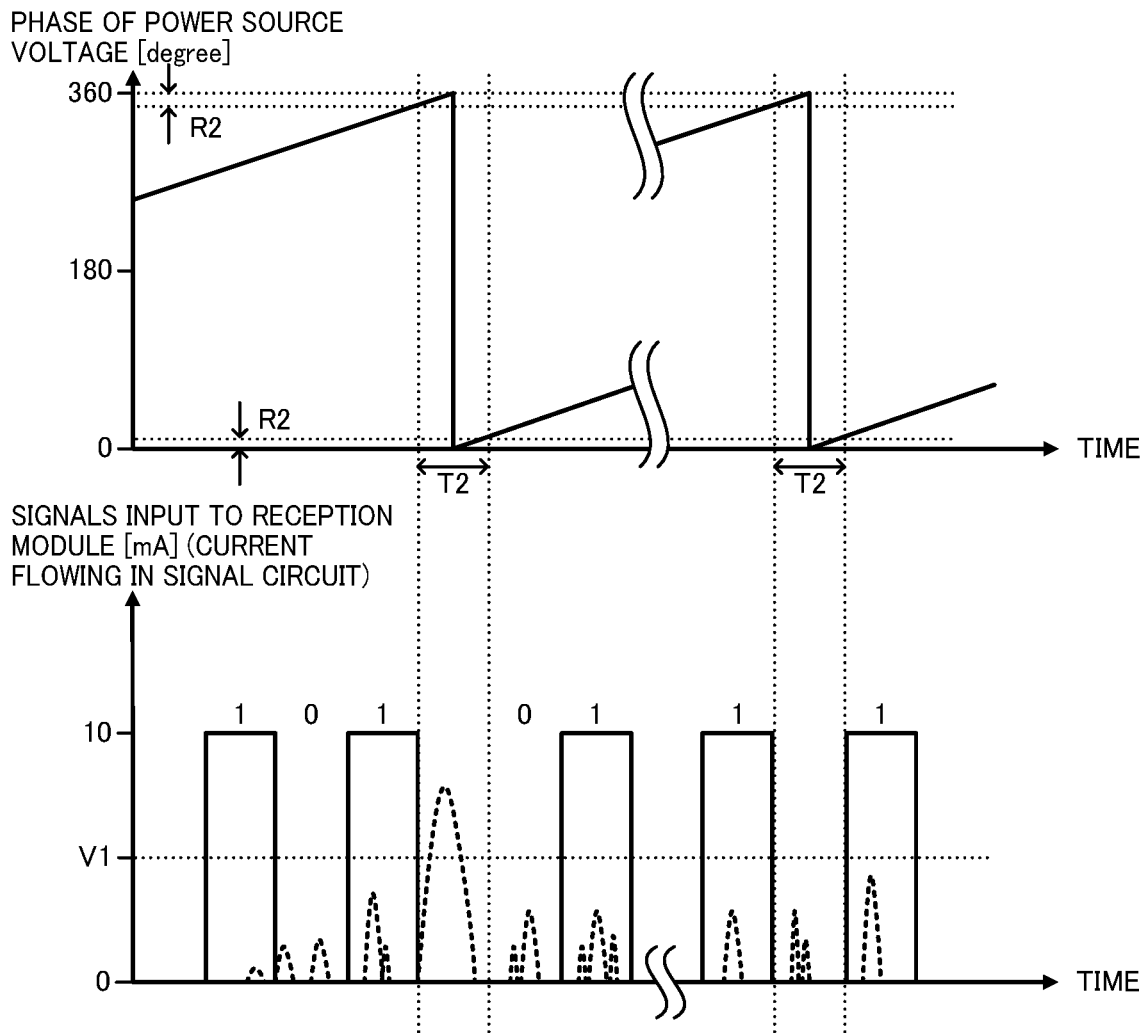 PHASE OF POWER SOURCE
VOLTAGE [degree]
360
R2
180
R2
0
TIME
T2
T2
SIGNALS INPUT TO RECEPTION
MODULE [mA] (CURRENT
FLOWING IN SIGNAL CIRCUIT)
1 0 1 0 1 1 1
10
V1
0
TIME